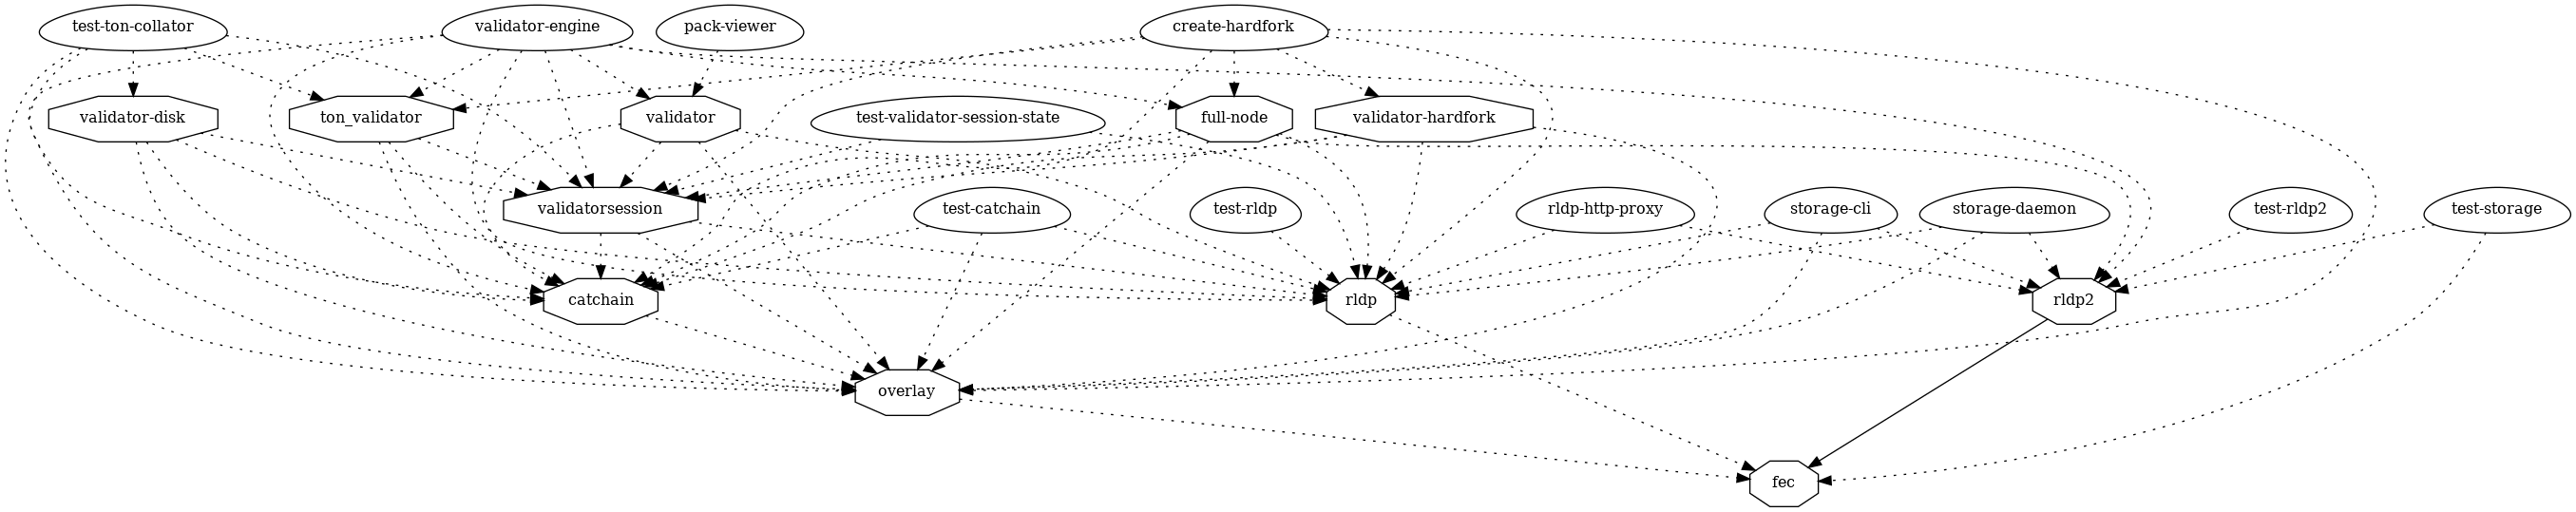 test-ton-collator
validator-engine
pack-viewer
create-hardfork
validator-disk
ton_validator
validator
test-validator-session-state
full-node
validator-hardfork
validatorsession
test-catchain
test-rldp
rldp-http-proxy
storage-cli
storage-daemon
test-rldp2
test-storage
catchain
rldp
rldp2
overlay
fec